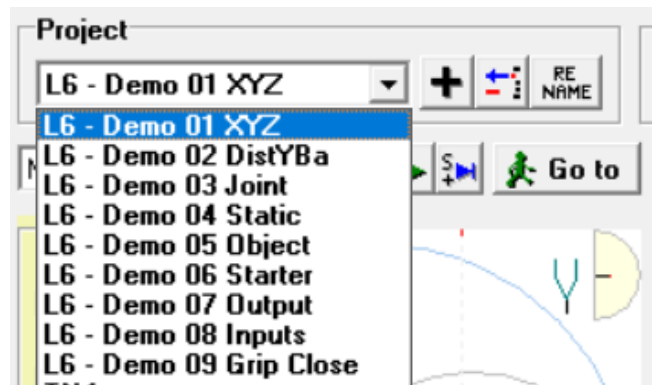 Project
L6 - Demo 01 XYZ
RE
NAME
L6 - Demo 01 XYZ
L6 - Demo 02 DistYBa
L6 - Demo 03 Joint
L6 - Demo 04 Static
L6 - Demo 05 Object
L6 - Demo 06 Starter
L6 - Demo 07 Output
L6 - Demo 08 Inputs
L6 - Demo 09 Grip Close
S
Go to